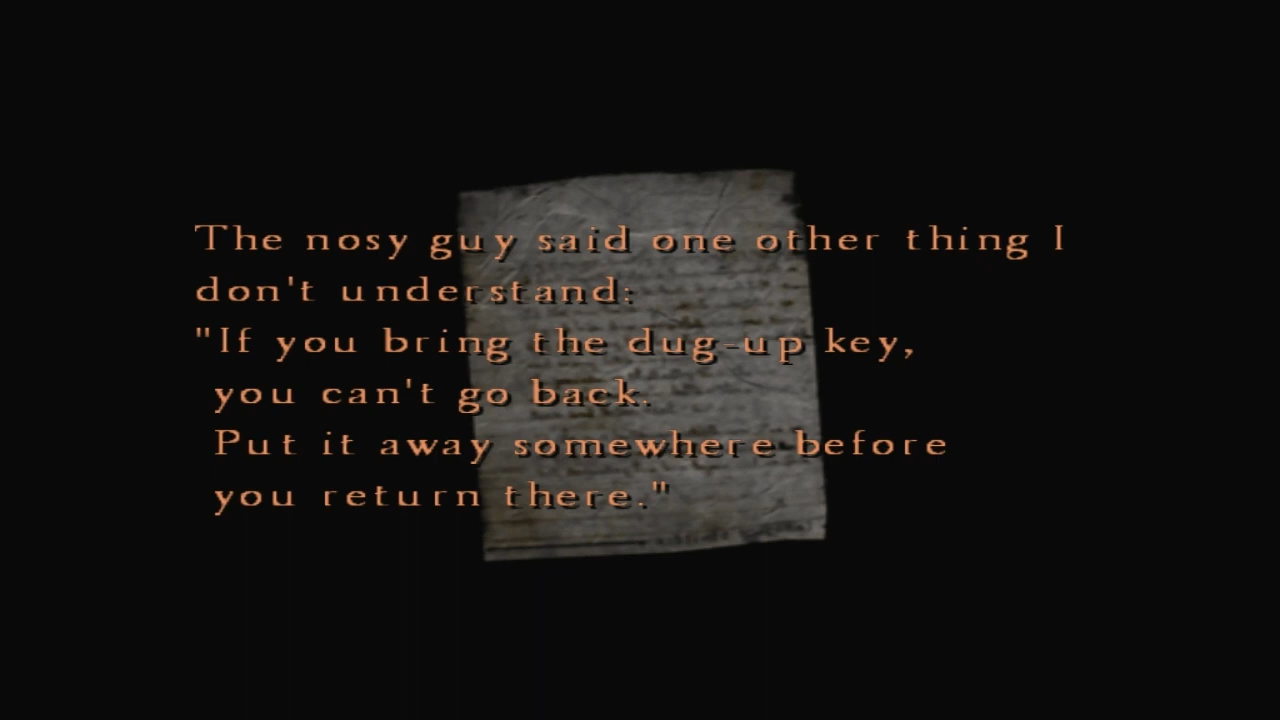 The nosy guy said one other thing I
don't understand:
"If you bring the dug-up key,
you can't go back.
Put it away somewhere before
you return there."